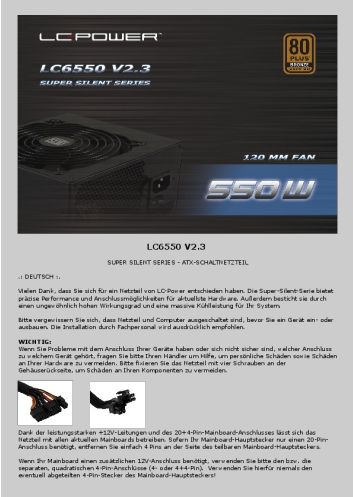 LC-POWER™
80
PLUS
BRONZE
LC6550 V2.3
SUPER SILENT SERIES
120 MM FAN
550 W
LC6550 V2.3
SUPER SILENT SERIES - ATX-SCHALTNETZTEIL
.: DEUTSCH :.
Vielen Dank, dass Sie sich für ein Netzteil von LC-Power entschieden haben. Die Super-Silent-Serie bietet
präzise Performance und Anschlussmöglichkeiten für aktuellste Hardware. Außerdem besticht sie durch
einen ungewöhnlich hohen Wirkungsgrad und eine massive Kühlleistung für Ihr System.
Bitte vergewissern Sie sich, dass Netzteil und Computer ausgeschaltet sind, bevor Sie ein Gerät ein- oder
ausbauen. Die Installation durch Fachpersonal wird ausdrücklich empfohlen.
WICHTIG:
Wenn Sie Probleme mit dem Anschluss Ihrer Geräte haben oder sich nicht sicher sind, welcher Anschluss
zu welchem Gerät gehört, fragen Sie bitte Ihren Händler um Hilfe, um persönliche Schäden sowie Schäden
an Ihrer Hardware zu vermeiden. Bitte fixieren Sie das Netzteil mit vier Schrauben an der
Gehäuserückseite, um Schäden an Ihren Komponenten zu vermeiden.
Dank der leistungsstarken +12V-Leitungen und des 20+4-Pin-Mainboard-Anschlusses lässt sich das
Netzteil mit allen aktuellen Mainboards betreiben. Sofern Ihr Mainboard-Hauptstecker nur einen 20-Pin-
Anschluss benötigt, entfernen Sie einfach 4 Pins an der Seite des teilbaren Mainboard-Hauptsteckers.
Wenn Ihr Mainboard einen zusätzlichen 12V-Anschluss benötigt, verwenden Sie bitte den bzw. die
separaten, quadratischen 4-Pin-Anschlüsse (4- oder 4+4-Pin). Verwenden Sie hierfür niemals den
eventuell abgeteilten 4-Pin-Stecker des Mainboard-Hauptsteckers!